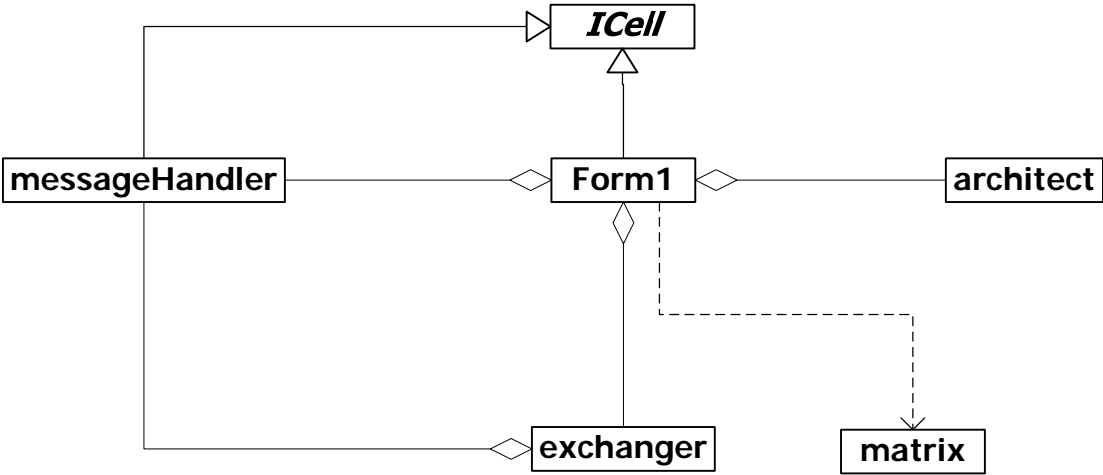 ICell
messageHandler
Form1
architect
exchanger
matrix